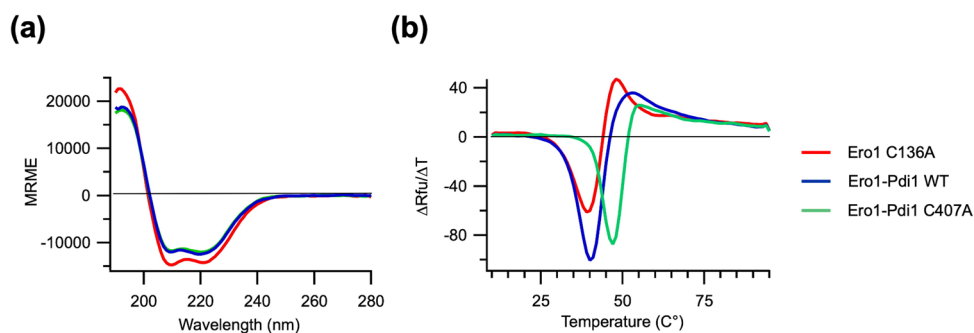 (a)
(b)
MRME
20000
10000
0
-10000
200
220
240
260
280
Wavelength (nm)
ΔRfu/ΔT
40
0
-40
-80
25
50
75
Temperature (C°)
Ero1 C136A
Ero1-Pdi1 WT
Ero1-Pdi1 C407A